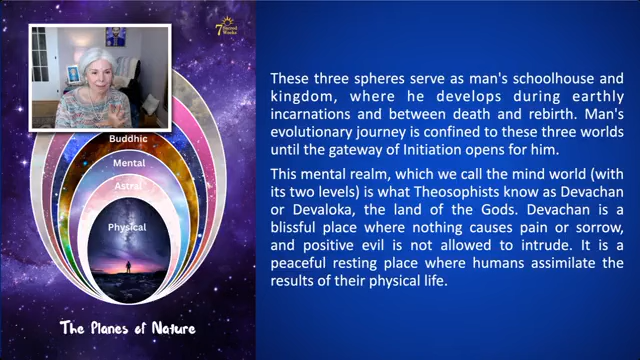 7 Sacred
Weeks
Buddhic
Mental
Astral
Physical
The Planes of Nature
These three spheres serve as man's schoolhouse and
kingdom, where he develops during earthly
incarnations and between death and rebirth. Man's
evolutionary journey is confined to these three worlds
until the gateway of Initiation opens for him.
This mental realm, which we call the mind world (with
its two levels) is what Theosophists know as Devachan
or Devaloka, the land of the Gods. Devachan is a
blissful place where nothing causes pain or sorrow,
and positive evil is not allowed to intrude. It is a
peaceful resting place where humans assimilate the
results of their physical life.